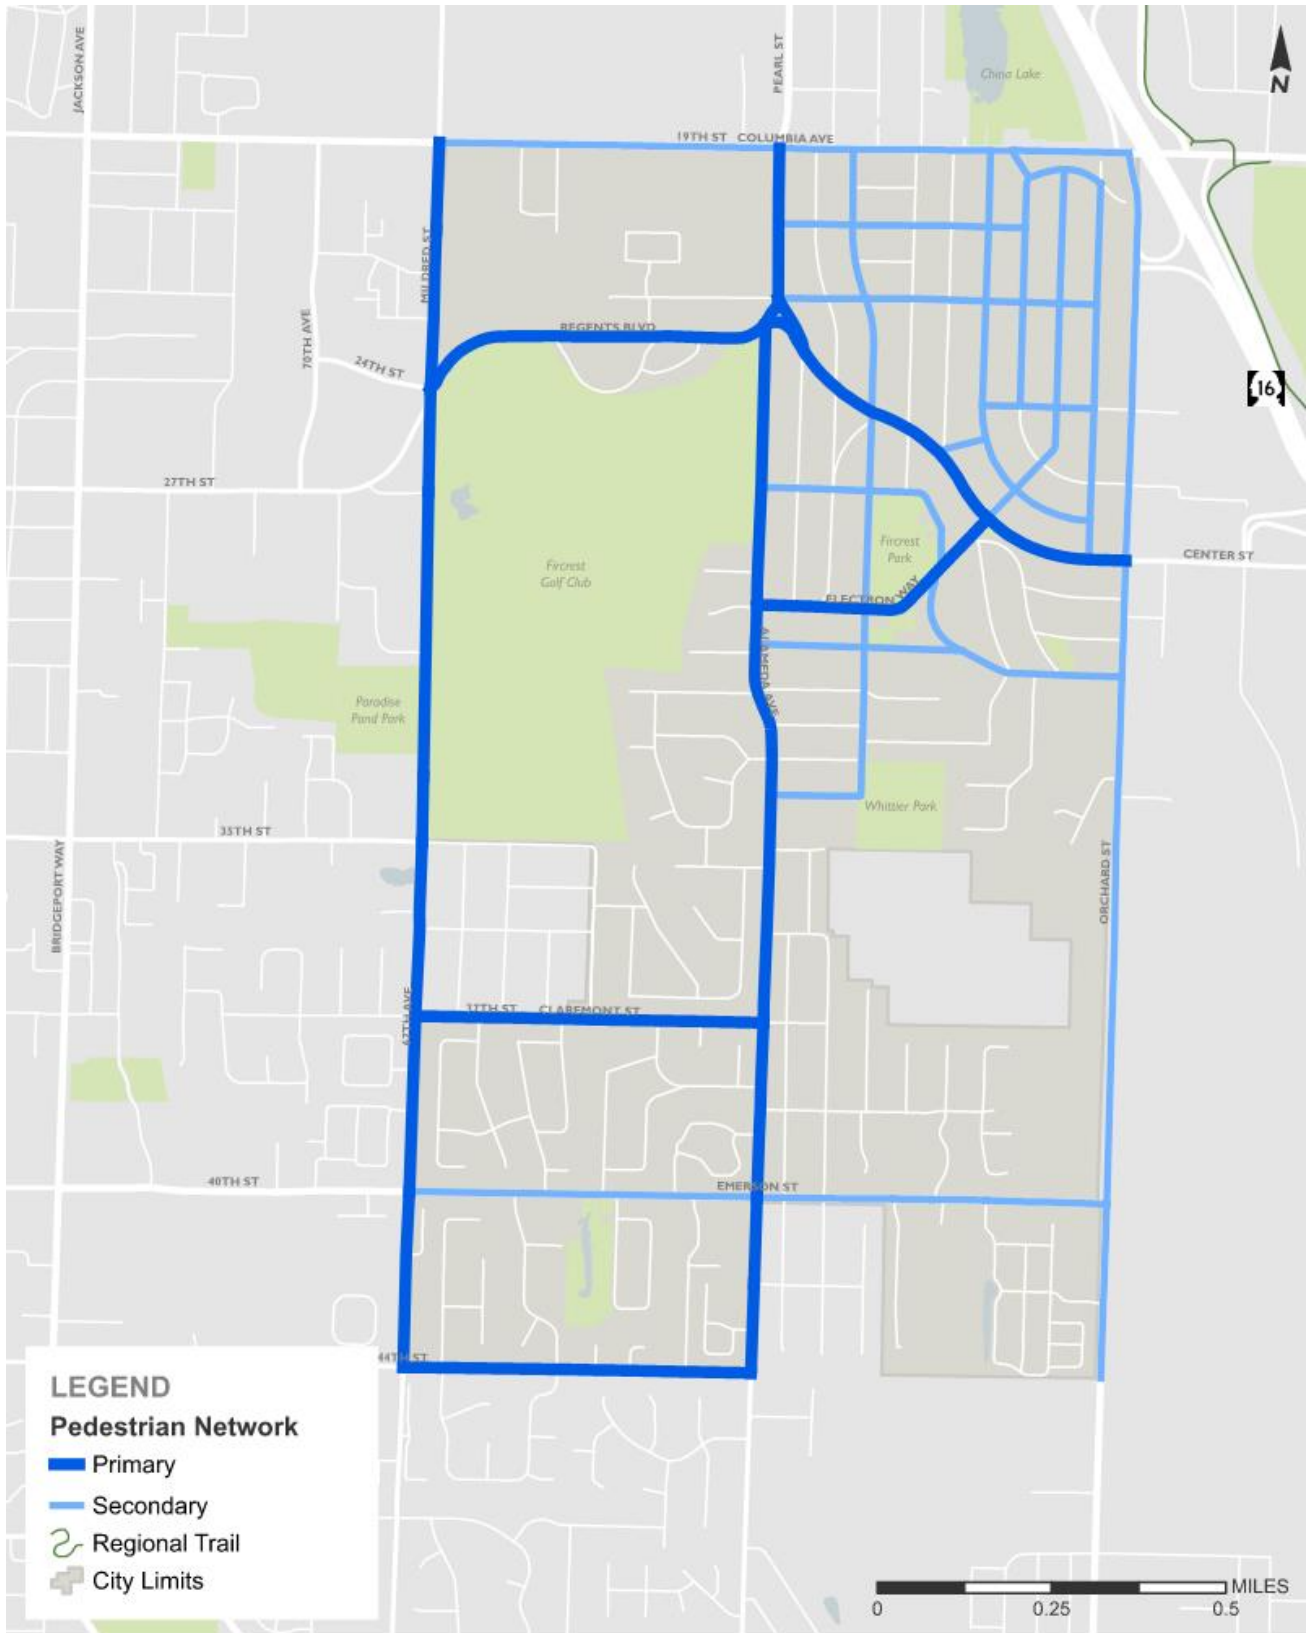 JACKSON AVE
PEARL ST
China Lake
N
19TH ST COLUMBIA AVE
MILDRED ST
REGENTS BLVD
70TH AVE
24TH ST
16
27TH ST
Fircrest
Golf Club
Fircrest
Park
CENTER ST
ELECTRON WAY
ALAMEDA AVE
Paradise
Pond Park
Whittier Park
35TH ST
BRIDGEPORT WAY
ORCHARD ST
67TH AVE
37TH ST CLAREMONT ST
40TH ST
EMERSON ST
44TH ST
LEGEND
Pedestrian Network
Primary
Secondary
Regional Trail
City Limits
MILES
0 0.25 0.5